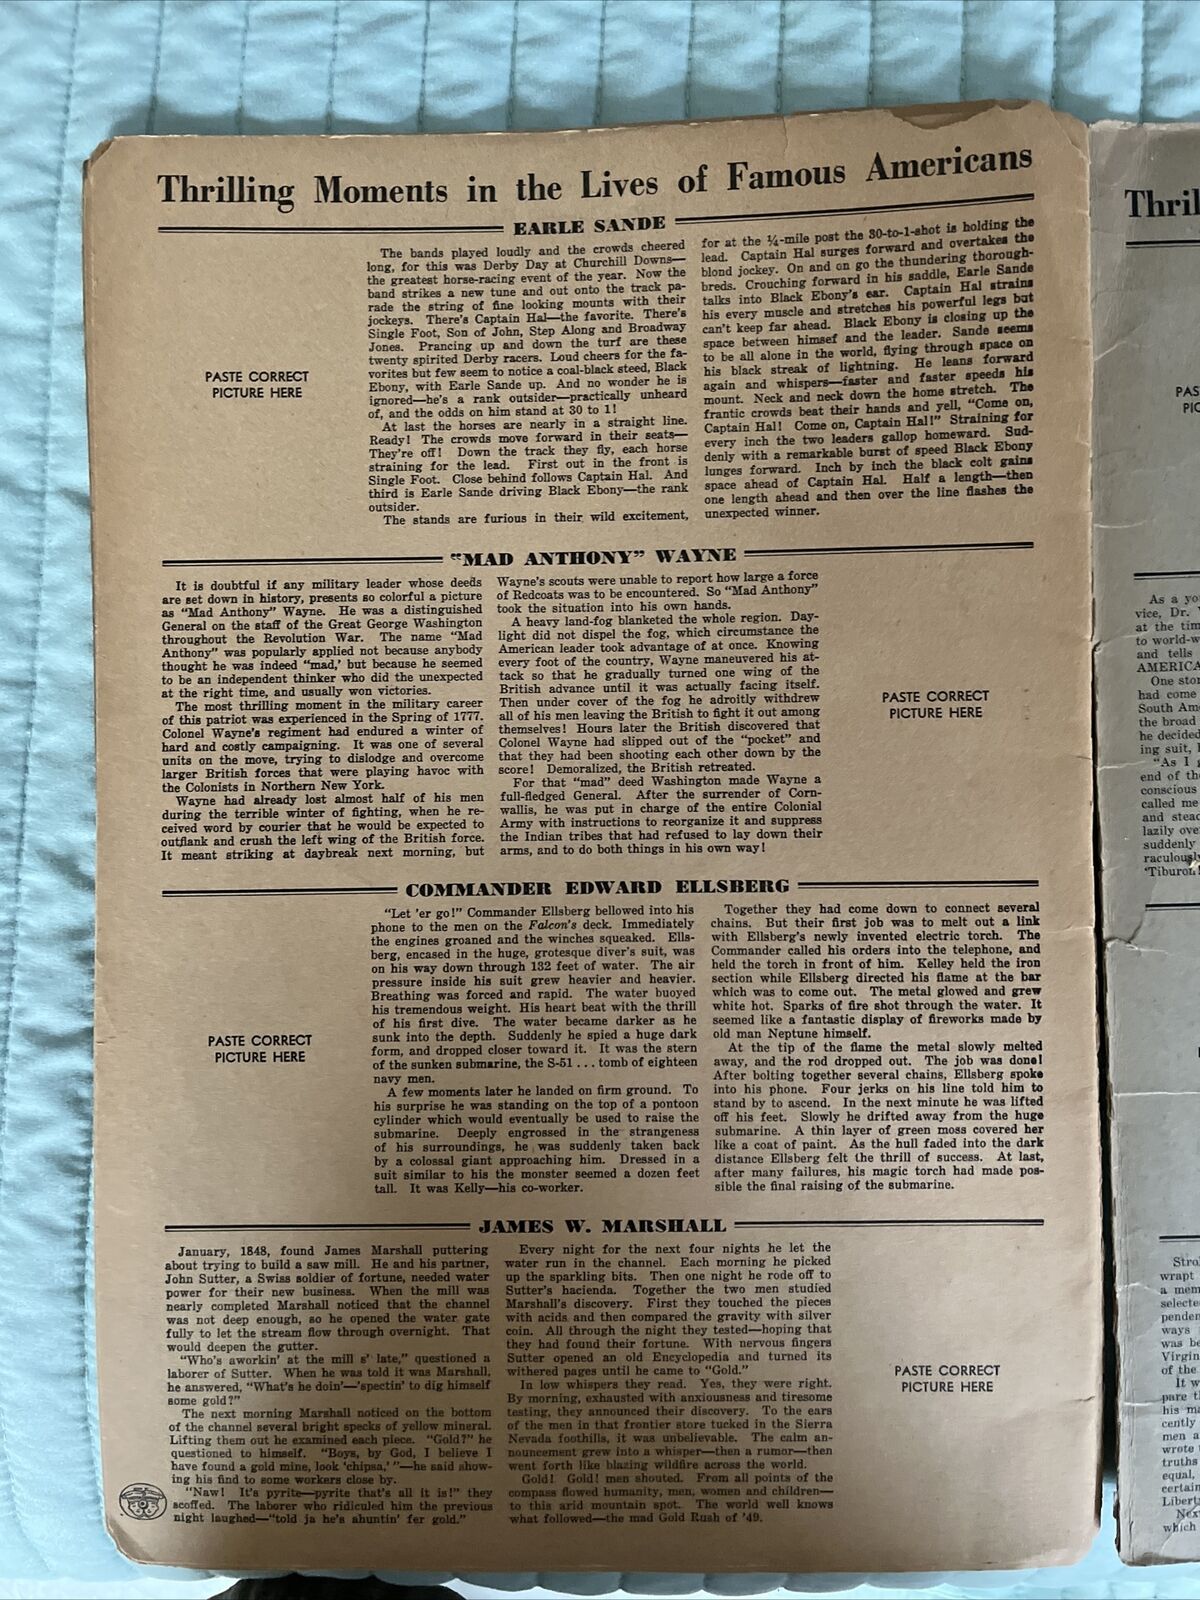 Thrilling Moments in the Lives of Famous Americans
EARLE SANDE
PASTE CORRECT
PICTURE HERE
The bands played loudly and the crowds cheered
long, for this was Derby Day at Churchill Downs—
the greatest horse-racing event of the year. Now the
band strikes a new tune and out onto the track pa-
rade the string of fine looking mounts with their
jockeys. There's Captain Hal—the favorite. There's
Single Foot, Son of John, Step Along and Broadway
Jones. Prancing up and down the turf are these
twenty spirited Derby racers. Loud cheers for the fa-
vorites but few seem to notice a coal-black steed, Black
Ebony, with Earle Sande up. And no wonder he is
ignored—he's a rank outsider—practically unheard
of, and the odds on him stand at 30 to 1!
At last the horses are nearly in a straight line.
Ready! The crowds move forward in their seats—
They're off! Down the track they fly, each horse
straining for the lead. First out in the front is
Single Foot. Close behind follows Captain Hal. And
third is Earle Sande driving Black Ebony—the rank
outsider.
The stands are furious in their wild excitement,
for at the ¼-mile post the 30-to-1-shot is holding the
lead. Captain Hal surges forward and overtakes the
blond jockey. On and on go the thundering thorough-
breds. Crouching forward in his saddle, Earle Sande
talks into Black Ebony's ear. Captain Hal strains
his every muscle and stretches his powerful legs but
can't keep far ahead. Black Ebony is closing up the
space between himsef and the leader. Sande seems
to be all alone in the world, flying through space on
his black streak of lightning. He leans forward
again and whispers—faster and faster speeds his
mount. Neck and neck down the home stretch. The
frantic crowds beat their hands and yell, "Come on,
Captain Hal! Come on, Captain Hal!" Straining for
every inch the two leaders gallop homeward. Sud-
denly with a remarkable burst of speed Black Ebony
lunges forward. Inch by inch the black colt gains
space ahead of Captain Hal. Half a length—then
one length ahead and then over the line flashes the
unexpected winner.
"MAD ANTHONY" WAYNE
It is doubtful if any military leader whose deeds
are set down in history, presents so colorful a picture
as "Mad Anthony" Wayne. He was a distinguished
General on the staff of the Great George Washington
throughout the Revolution War. The name "Mad
Anthony" was popularly applied not because anybody
thought he was indeed "mad,' but because he seemed
to be an independent thinker who did the unexpected
at the right time, and usually won victories.
The most thrilling moment in the military career
of this patriot was experienced in the Spring of 1777.
Colonel Wayne's regiment had endured a winter of
hard and costly campaigning. It was one of several
units on the move, trying to dislodge and overcome
larger British forces that were playing havoc with
the Colonists in Northern New York.
Wayne had already lost almost half of his men
during the terrible winter of fighting, when he re-
ceived word by courier that he would be expected to
outflank and crush the left wing of the British force.
It meant striking at daybreak next morning, but
Wayne's scouts were unable to report how large a force
of Redcoats was to be encountered. So "Mad Anthony"
took the situation into his own hands.
A heavy land-fog blanketed the whole region. Day-
light did not dispel the fog, which circumstance the
American leader took advantage of at once. Knowing
every foot of the country, Wayne maneuvered his at-
tack so that he gradually turned one wing of the
British advance until it was actually facing itself.
Then under cover of the fog he adroitly withdrew
all of his men leaving the British to fight it out among
themselves! Hours later the British discovered that
Colonel Wayne had slipped out of the "pocket" and
that they had been shooting each other down by the
score! Demoralized, the British retreated.
For that "mad" deed Washington made Wayne a
full-fledged General. After the surrender of Corn-
wallis, he was put in charge of the entire Colonial
Army with instructions to reorganize it and suppress
the Indian tribes that had refused to lay down their
arms, and to do both things in his own way!
PASTE CORRECT
PICTURE HERE
COMMANDER EDWARD ELLSBERG
PASTE CORRECT
PICTURE HERE
"Let 'er go!" Commander Ellsberg bellowed into his
phone to the men on the Falcon's deck. Immediately
the engines groaned and the winches squeaked. Ells-
berg, encased in the huge, grotesque diver's suit, was
on his way down through 132 feet of water. The air
pressure inside his suit grew heavier and heavier.
Breathing was forced and rapid. The water buoyed
his tremendous weight. His heart beat with the thrill
of his first dive. The water became darker as he
sunk into the depth. Suddenly he spied a huge dark
form, and dropped closer toward it. It was the stern
of the sunken submarine, the S-51 . . . tomb of eighteen
navy men.
A few moments later he landed on firm ground. To
his surprise he was standing on the top of a pontoon
cylinder which would eventually be used to raise the
submarine. Deeply engrossed in the strangeness
of his surroundings, he was suddenly taken back
by a colossal giant approaching him. Dressed in a
suit similar to his the monster seemed a dozen feet
tall. It was Kelly—his co-worker.
Together they had come down to connect several
chains. But their first job was to melt out a link
with Ellsberg's newly invented electric torch. The
Commander called his orders into the telephone, and
held the torch in front of him. Kelley held the iron
section while Ellsberg directed his flame at the bar
which was to come out. The metal glowed and grew
white hot. Sparks of fire shot through the water. It
seemed like a fantastic display of fireworks made by
old man Neptune himself.
At the tip of the flame the metal slowly melted
away, and the rod dropped out. The job was done!
After bolting together several chains, Ellsberg spoke
into his phone. Four jerks on his line told him to
stand by to ascend. In the next minute he was lifted
off his feet. Slowly he drifted away from the huge
submarine. A thin layer of green moss covered her
like a coat of paint. As the hull faded into the dark
distance Ellsberg felt the thrill of success. At last,
after many failures, his magic torch had made pos-
sible the final raising of the submarine.
JAMES W. MARSHALL
January, 1848, found James Marshall puttering
about trying to build a saw mill. He and his partner,
John Sutter, a Swiss soldier of fortune, needed water
power for their new business. When the mill was
nearly completed Marshall noticed that the channel
was not deep enough, so he opened the water gate
fully to let the stream flow through overnight. That
would deepen the gutter.
"Who's aworkin' at the mill s' late," questioned a
laborer of Sutter. When he was told it was Marshall,
he answered, "What's he doin'—'spectin' to dig himself
some gold?"
The next morning Marshall noticed on the bottom
of the channel several bright specks of yellow mineral.
Lifting them out he examined each piece. "Gold?" he
questioned to himself. "Boys, by God, I believe I
have found a gold mine, look 'chipsa,' "—he said show-
ing his find to some workers close by.
"Naw! It's pyrite—pyrite that's all it is!" they
scoffed. The laborer who ridiculed him the previous
night laughed—"told ja he's ahuntin' fer gold."
Every night for the next four nights he let the
water run in the channel. Each morning he picked
up the sparkling bits. Then one night he rode off to
Sutter's hacienda. Together the two men studied
Marshall's discovery. First they touched the pieces
with acids and then compared the gravity with silver
coin. All through the night they tested—hoping that
they had found their fortune. With nervous fingers
Sutter opened an old Encyclopedia and turned its
withered pages until he came to "Gold."
In low whispers they read. Yes, they were right.
By morning, exhausted with anxiousness and tiresome
testing, they announced their discovery. To the ears
of the men in that frontier store tucked in the Sierra
Nevada foothills, it was unbelievable. The calm an-
nouncement grew into a whisper—then a rumor—then
went forth like blazing wildfire across the world.
Gold! Gold! men shouted. From all points of the
compass flowed humanity, men, women and children—
to this arid mountain spot. The world well knows
what followed—the mad Gold Rush of '49.
PASTE CORRECT
PICTURE HERE
Thril
PAS
PIC
As a yo
vice, Dr.
at the tim
to world-w
and tells
AMERICA
One stor
had come
South Am
the broad
he decided
ing suit, h
"As I g
end of the
conscious
called me
and stead
lazily ove
suddenly
raculously
'Tiburon!
Strol
wrapt
a mem
selecte
penden
ways
was be
Virgin
of the
It w
pare t
his ma
cently
men a
wrote
truths
equal,
certain
Libert
Next
which